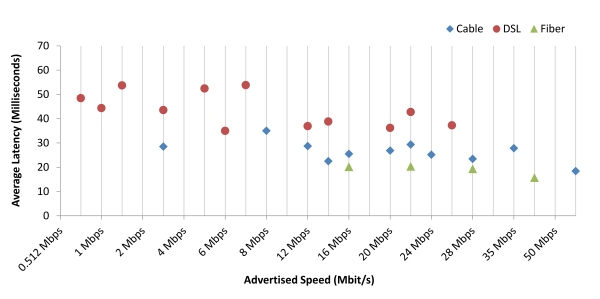 Cable DSL Fiber
70
60
50
40
30
20
10
0
Average Latency (Milliseconds)
0.512 Mbps
1 Mbps
2 Mbps
4 Mbps
6 Mbps
8 Mbps
12 Mbps
16 Mbps
20 Mbps
24 Mbps
28 Mbps
35 Mbps
50 Mbps
Advertised Speed (Mbit/s)